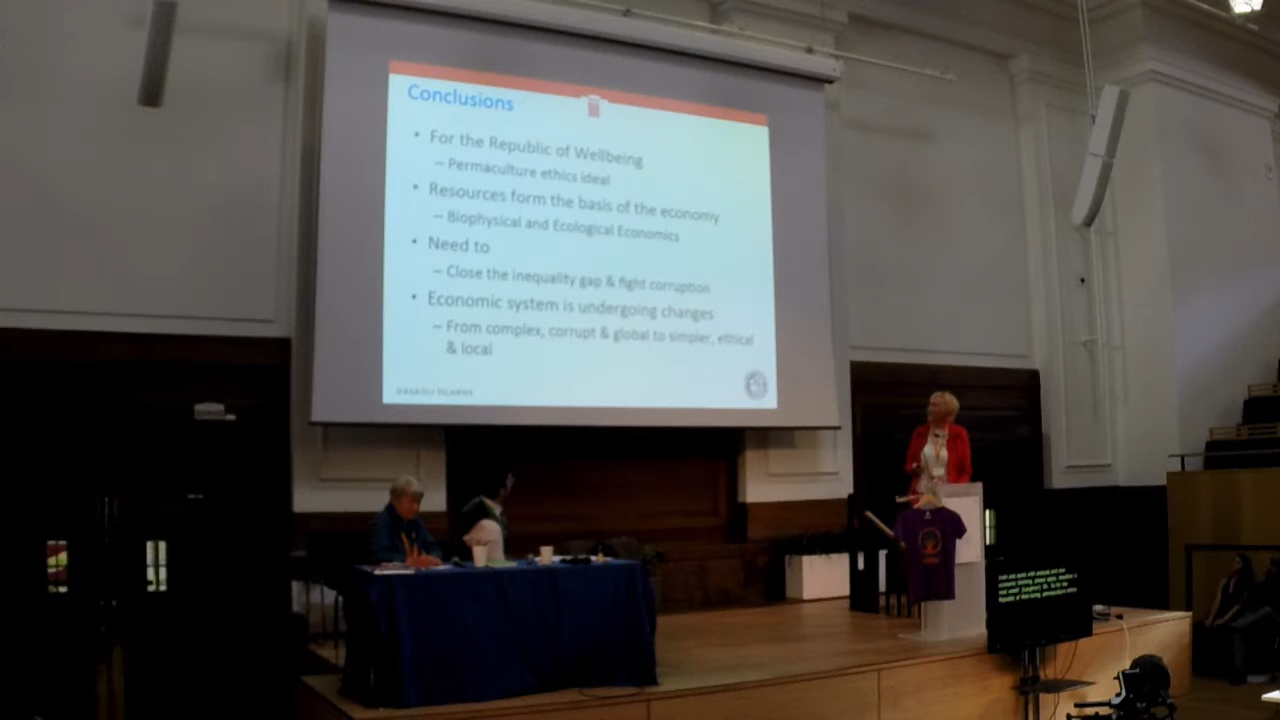 Conclusions
• For the Republic of Wellbeing
– Permaculture ethics ideal
• Resources form the basis of the economy
– Biophysical and Ecological Economics
• Need to
– Close the inequality gap & fight corruption
• Economic system is undergoing changes
– From complex, corrupt & global to simpler, ethical
& local
HÁSKÓLI ÍSLANDS